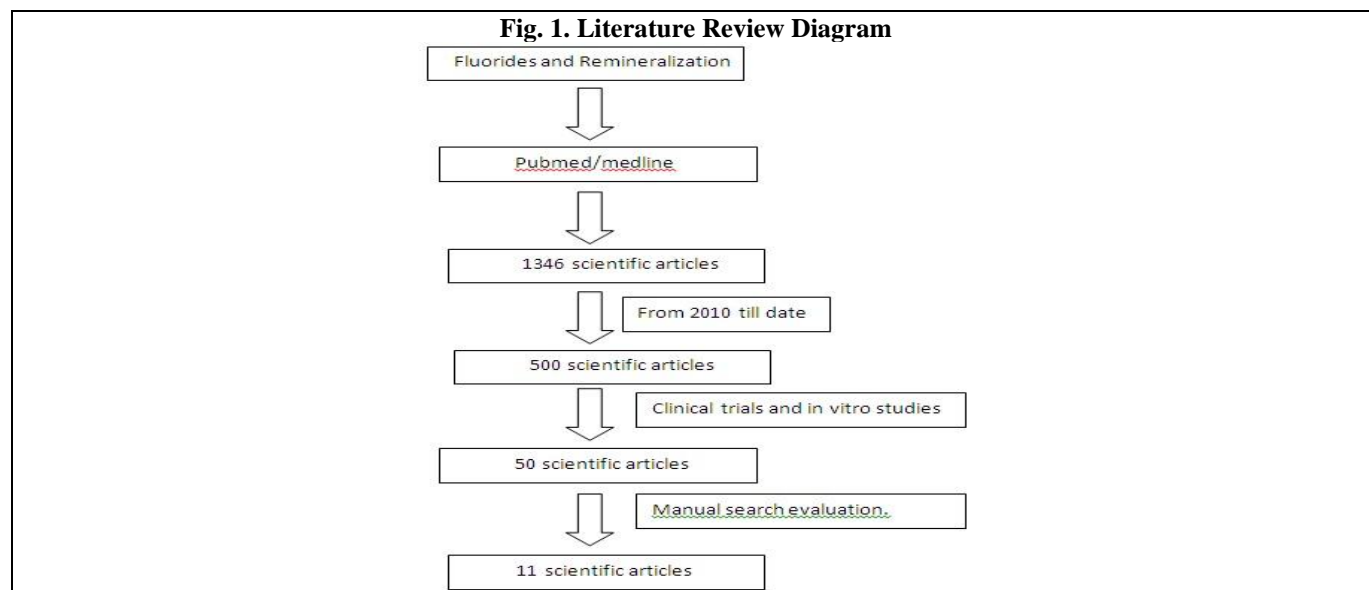 Fig. 1. Literature Review Diagram
Fluorides and Remineralization
Pubmed/medline
1346 scientific articles
From 2010 till date
500 scientific articles
Clinical trials and in vitro studies
50 scientific articles
Manual search evaluation.
11 scientific articles